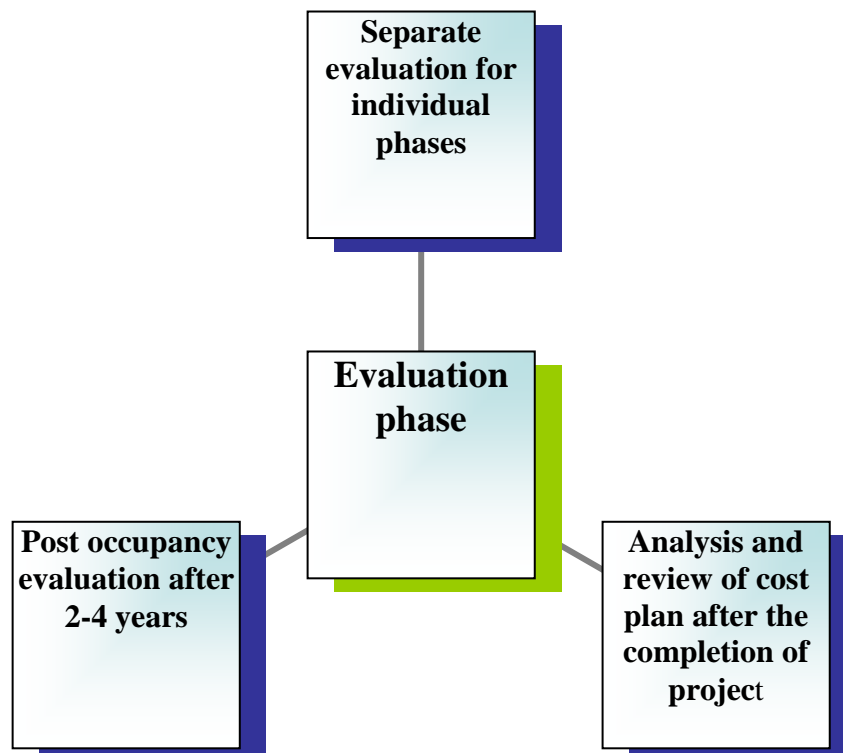 Separate
evaluation for
individual
phases
Evaluation
phase
Post occupancy
evaluation after
2-4 years
Analysis and
review of cost
plan after the
completion of
project